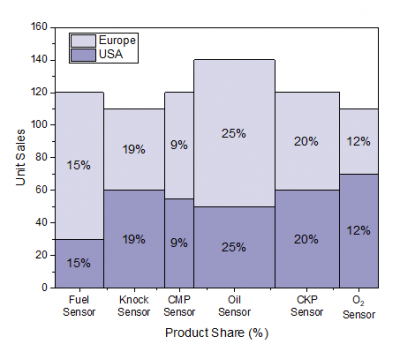 160
140
120
100
80
60
40
20
0
Unit Sales
Europe
USA
15%
19%
9%
25%
20%
12%
15%
19%
9%
25%
20%
12%
Fuel
Sensor
Knock
Sensor
CMP
Sensor
Oil
Sensor
CKP
Sensor
O₂
Sensor
Product Share (%)